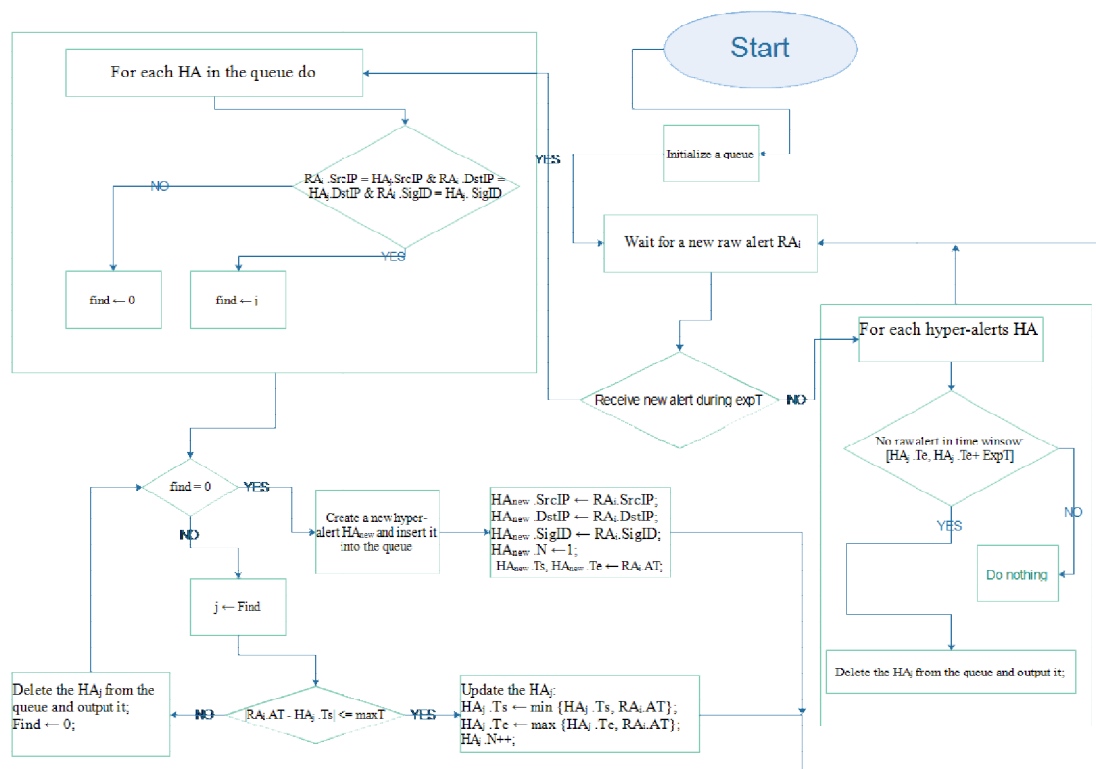 Start
For each HA in the queue do
Initialize a queue
YES
RAi .SrcIP = HAj.SrcIP & RAi .DstIP =
HAj.DstIP & RAi .SigID = HAj. SigID
NO
YES
find ← 0
find ← j
Wait for a new raw alert RAi
Receive new alert during expT
NO
For each hyper-alerts HA
No raw alert in time winsow
[HAj .Te, HAj .Te+ ExpT]
YES
NO
Do nothing
Delete the HAj from the queue and output it;
find = 0
YES
NO
Create a new hyper-
alert HAnew and insert it
into the queue
HAnew .SrcIP ← RAi.SrcIP;
HAnew .DstIP ← RAi.DstIP;
HAnew .SigID ← RAi.SigID;
HAnew .N ←1;
HAnew .Ts, HAnew .Te ← RAi.AT;
j ← Find
Delete the HAj from the
queue and output it;
Find ← 0;
NO
|RAi.AT - HAj .Ts| <= maxT
YES
Update the HAj:
HAj .Ts ← min {HAj .Ts, RAi.AT};
HAj .Te ← max {HAj .Te, RAi.AT};
HAj .N++;